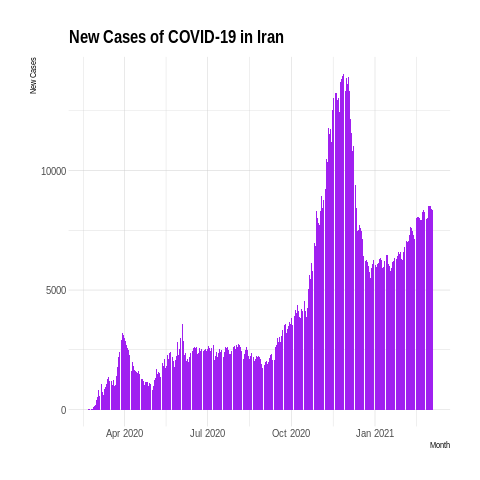 New Cases of COVID-19 in Iran
New Cases
10000
5000
0
Apr 2020 Jul 2020 Oct 2020 Jan 2021
Month